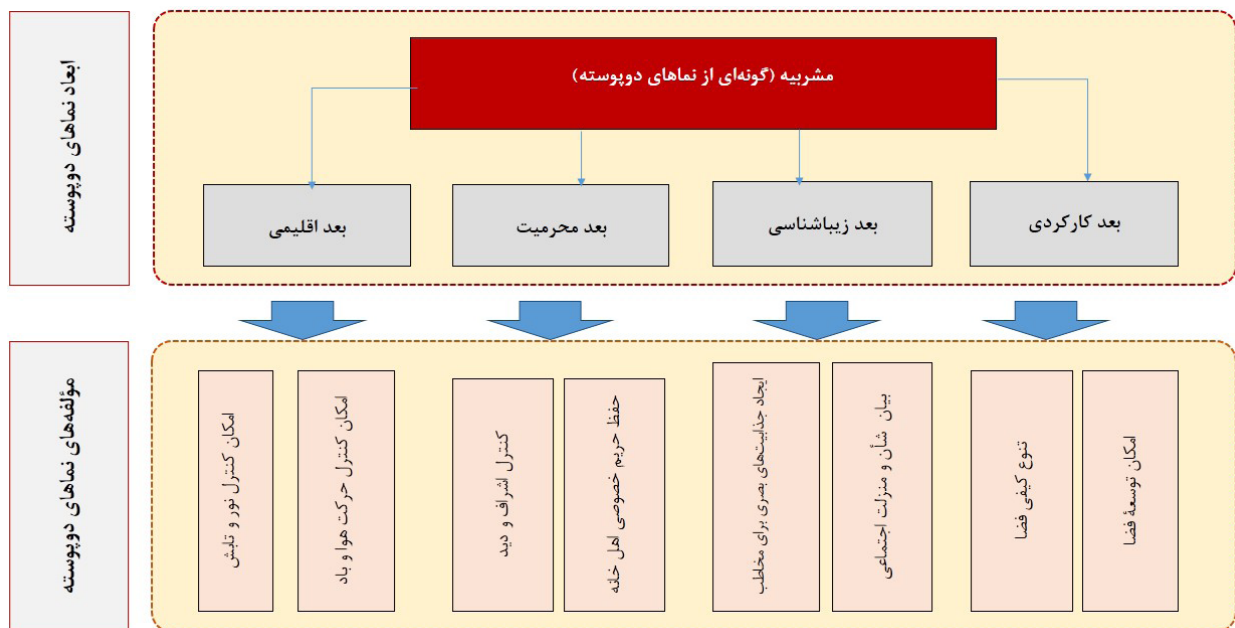 ابعاد نماهای دوپوسته
مشربیه (گونه‌ای از نماهای دوپوسته)
بعد کارکردی
بعد زیباشناسی
بعد محرمیت
بعد اقلیمی
مؤلفه‌های نماهای دوپوسته
امکان توسعۀ فضا
تنوع کیفی فضا
بیان شأن و منزلت اجتماعی
ایجاد جذابیت‌های بصری برای مخاطب
حفظ حریم خصوصی اهل خانه
کنترل اشراف و دید
امکان کنترل حرکت هوا و باد
امکان کنترل نور و تابش